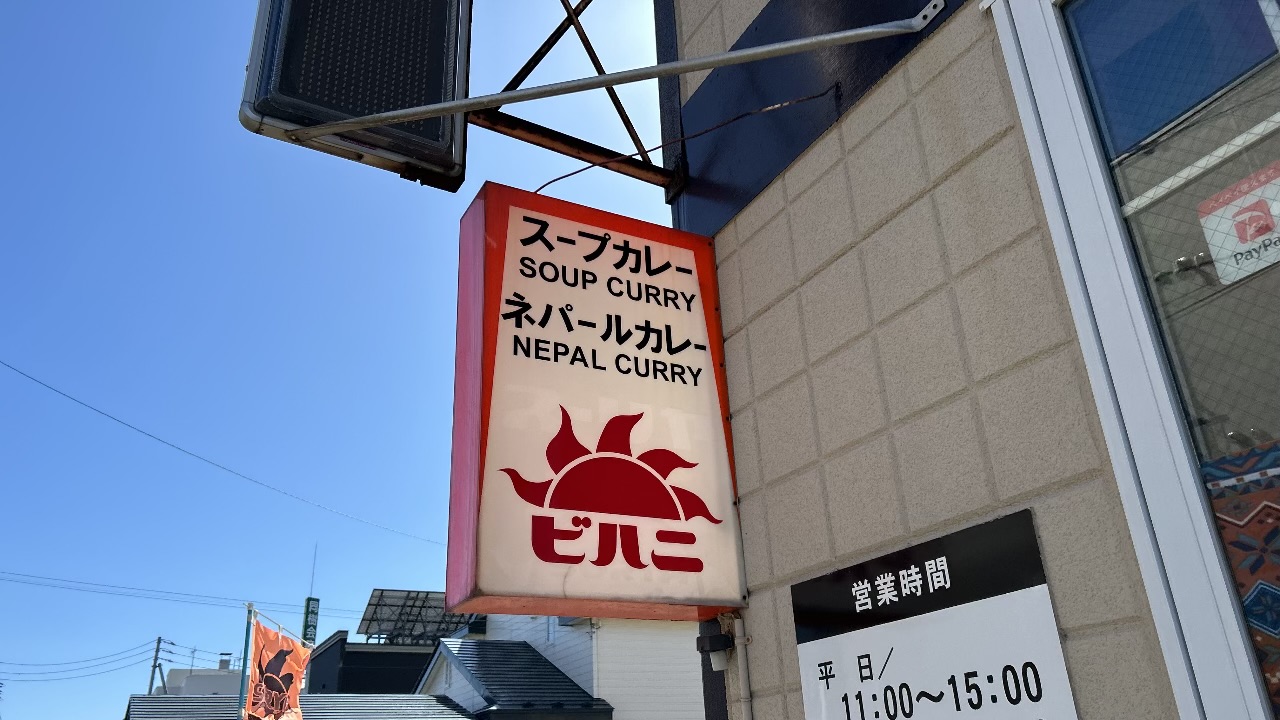 スープカレー
SOUP CURRY
ネパールカレー
NEPAL CURRY
ビハニ
営業時間
平 日/
11:00～15:00
PayPa